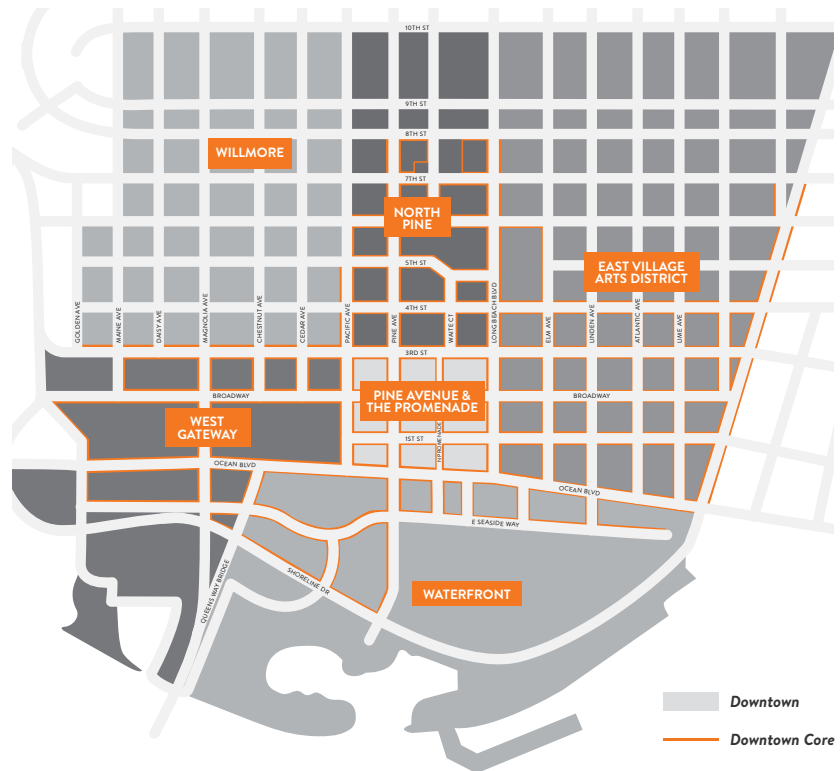 10TH ST
9TH ST
8TH ST
WILLMORE
7TH ST
NORTH
PINE
5TH ST
EAST VILLAGE
ARTS DISTRICT
GOLDEN AVE
MAINE AVE
DAISY AVE
MAGNOLIA AVE
CHESTNUT AVE
CEDAR AVE
PACIFIC AVE
PINE AVE
WAITE CT
LONG BEACH BLVD
ELM AVE
LINDEN AVE
ATLANTIC AVE
LIME AVE
4TH ST
3RD ST
BROADWAY
PINE AVENUE &
THE PROMENADE
BROADWAY
WEST
GATEWAY
1ST ST
N PROMENADE
OCEAN BLVD
OCEAN BLVD
E SEASIDE WAY
QUEENS WAY BRIDGE
SHORELINE DR
WATERFRONT
Downtown
Downtown Core